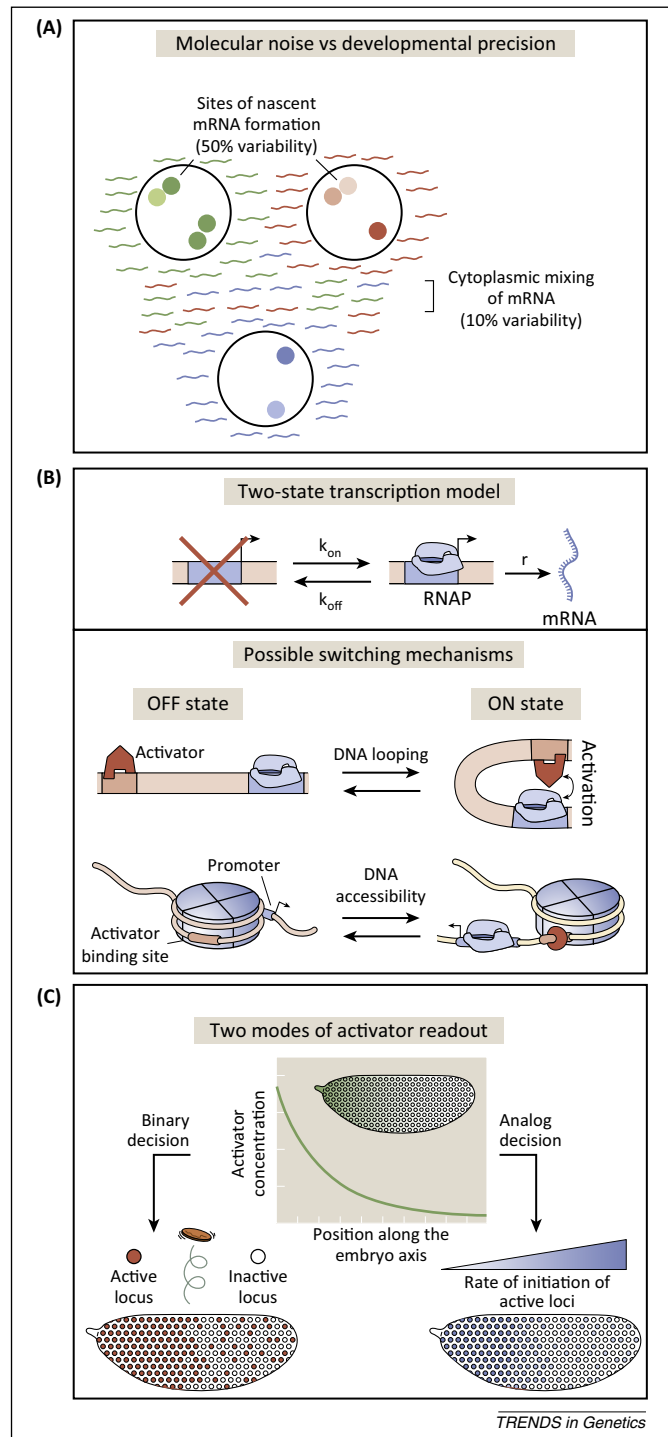 (A)
Molecular noise vs developmental precision
Sites of nascent
mRNA formation
(50% variability)
Cytoplasmic mixing
of mRNA
(10% variability)
(B)
Two-state transcription model
kon
koff
RNAP
r
mRNA
Possible switching mechanisms
OFF state
ON state
Activator
DNA looping
Activation
Promoter
DNA
accessibility
Activator
binding site
(C)
Two modes of activator readout
Binary
decision
Activator
concentration
Analog
decision
Position along the
embryo axis
Active
locus
Inactive
locus
Rate of initiation of
active loci
TRENDS in Genetics